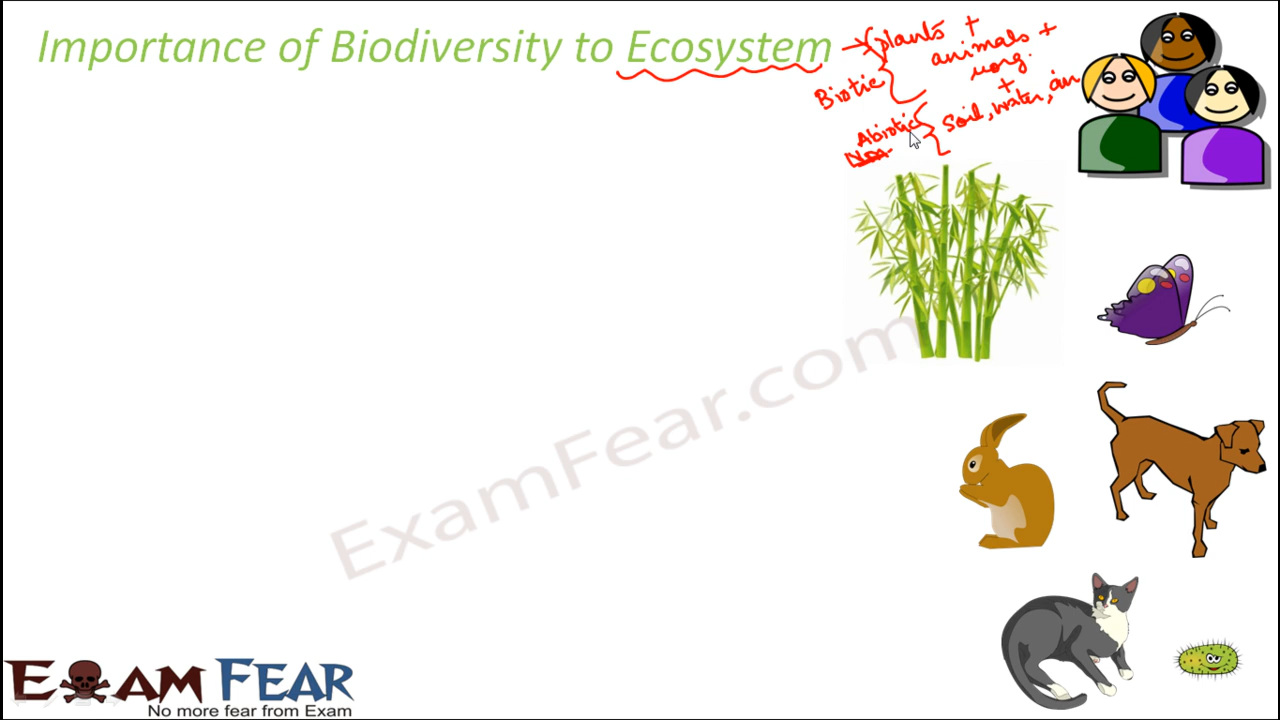 Importance of Biodiversity to Ecosystem
→ plants +
animals +
Biotic
+
Abiotic
soil, water, air
ExamFear.com
EXAM FEAR
No more fear from Exam